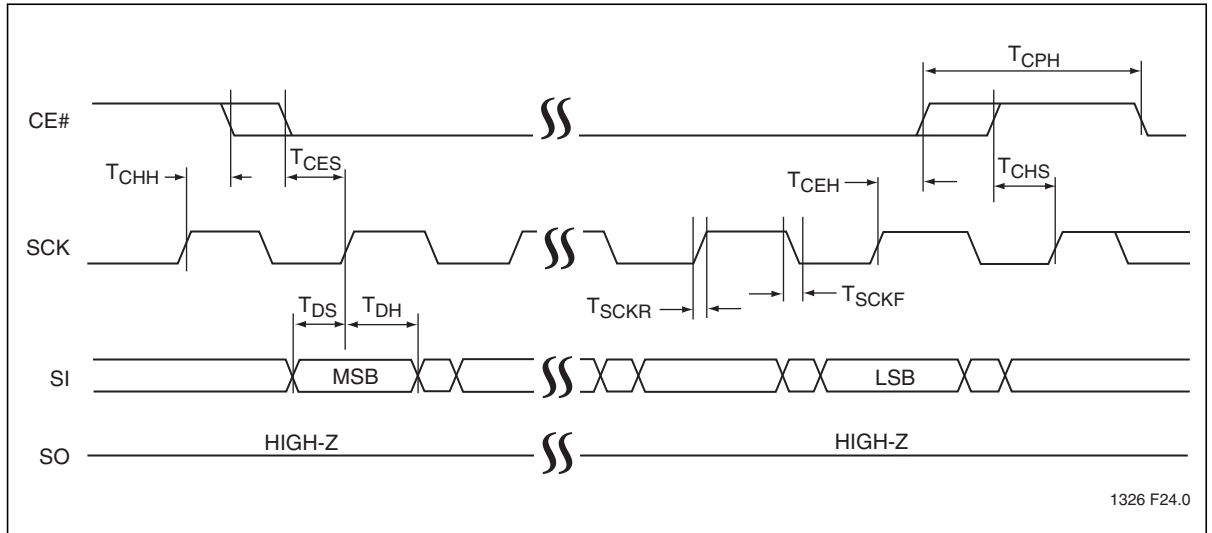 TCPH
CE#
TCHH
TCES
TCEH
TCHS
SCK
TDS
TDH
TSCKR
TSCKF
SI
MSB
LSB
SO
HIGH-Z
HIGH-Z
1326 F24.0